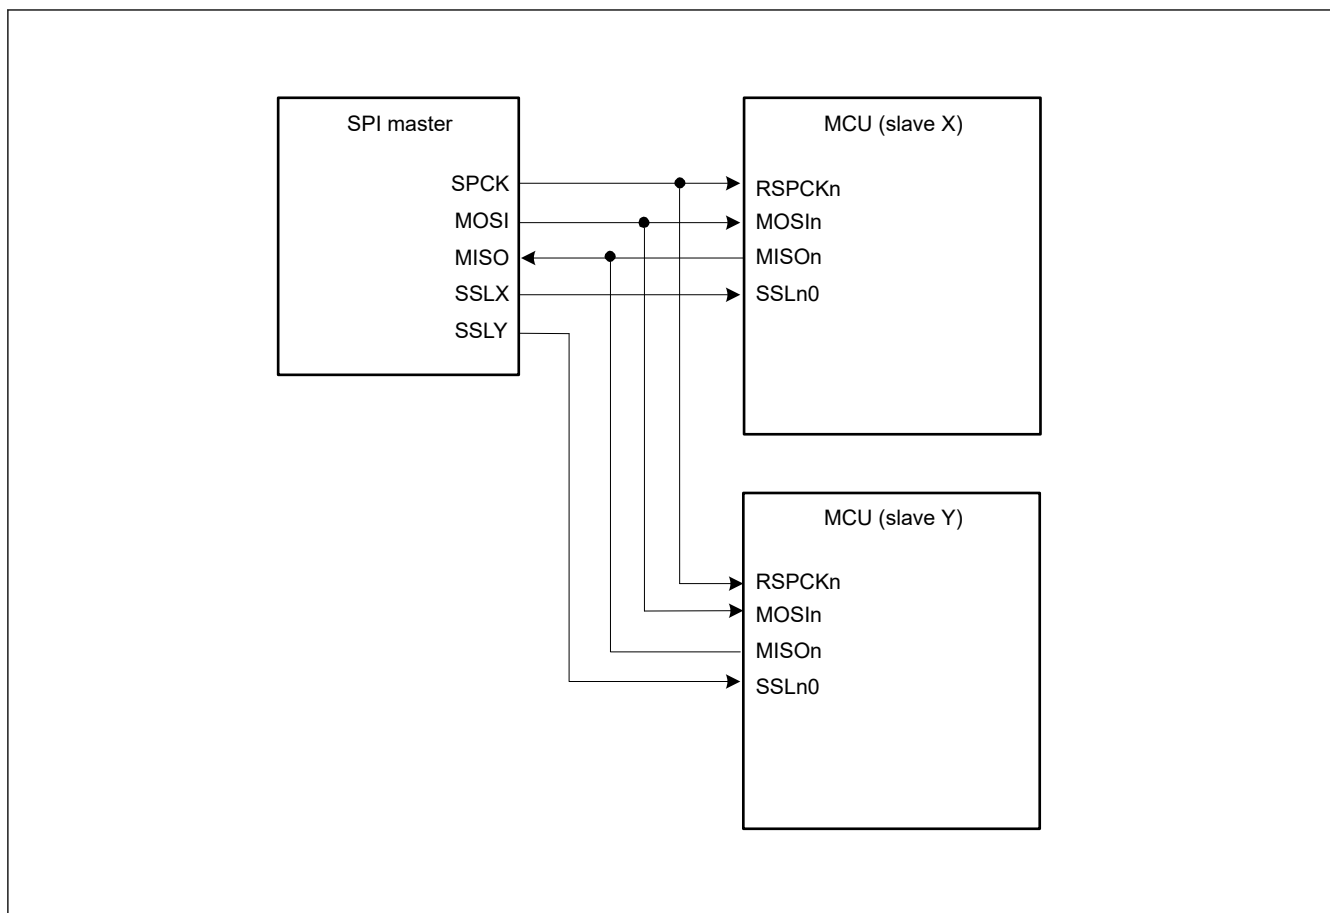 SPI master
SPCK
MOSI
MISO
SSLX
SSLY
MCU (slave X)
RSPCKn
MOSIn
MISOn
SSLn0
MCU (slave Y)
RSPCKn
MOSIn
MISOn
SSLn0